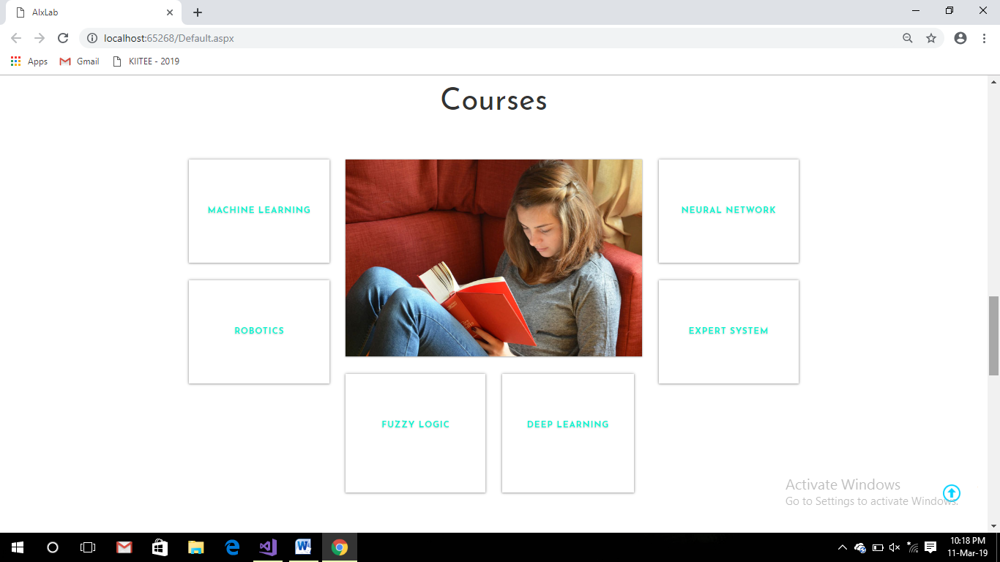 AIxLab
localhost:65268/Default.aspx
Apps Gmail KIITEE - 2019
Courses
MACHINE LEARNING
NEURAL NETWORK
ROBOTICS
EXPERT SYSTEM
FUZZY LOGIC
DEEP LEARNING
Activate Windows
Go to Settings to activate Windows.
10:18 PM
11-Mar-19